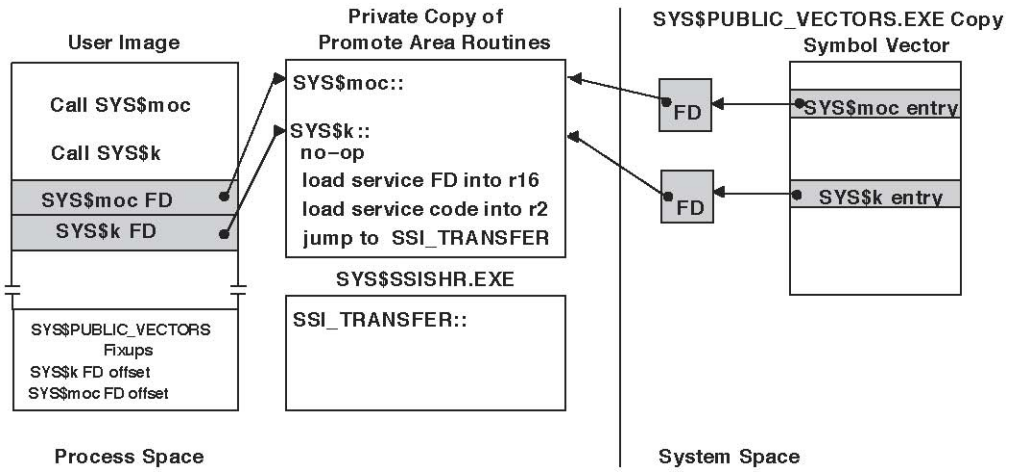 User Image
Call SYS$moc
Call SYS$k
SYS$moc FD
SYS$k FD
SYS$PUBLIC_VECTORS
Fixups
SYS$k FD offset
SYS$moc FD offset
Process Space
Private Copy of
Promote Area Routines
SYS$moc::
SYS$k::
no-op
load service FD into r16
load service code into r2
jump to SSI_TRANSFER
SYS$SSISHR.EXE
SSI_TRANSFER::
SYS$PUBLIC_VECTORS.EXE Copy
Symbol Vector
FD
SYS$moc entry
FD
SYS$k entry
System Space